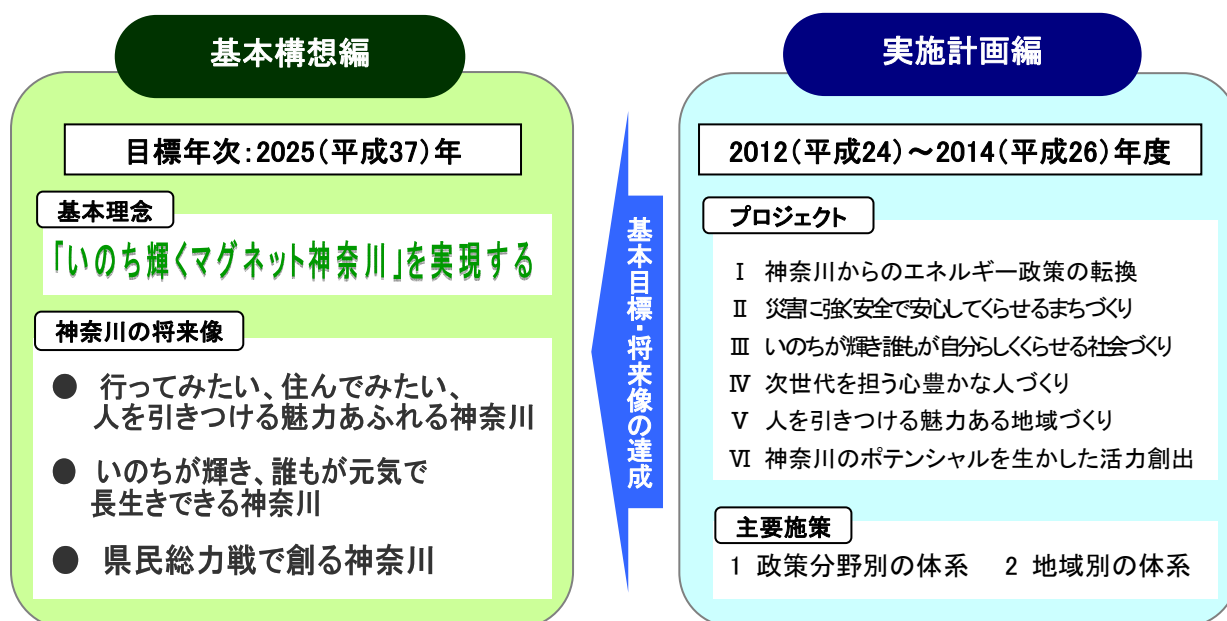 基本構想編
目標年次：2025（平成37）年
基本理念
「いのち輝くマグネット神奈川」を実現する
神奈川の将来像
● 行ってみたい、住んでみたい、
人を引きつける魅力あふれる神奈川
● いのちが輝き、誰もが元気で
長生きできる神奈川
● 県民総力戦で創る神奈川
基本目標・将来像の達成
実施計画編
2012（平成24）～2014（平成26）年度
プロジェクト
Ⅰ 神奈川からのエネルギー政策の転換
Ⅱ 災害に強く安全で安心してくらせるまちづくり
Ⅲ いのちが輝き誰もが自分らしくくらせる社会づくり
Ⅳ 次世代を担う心豊かな人づくり
Ⅴ 人を引きつける魅力ある地域づくり
Ⅵ 神奈川のポテンシャルを生かした活力創出
主要施策
1 政策分野別の体系 2 地域別の体系